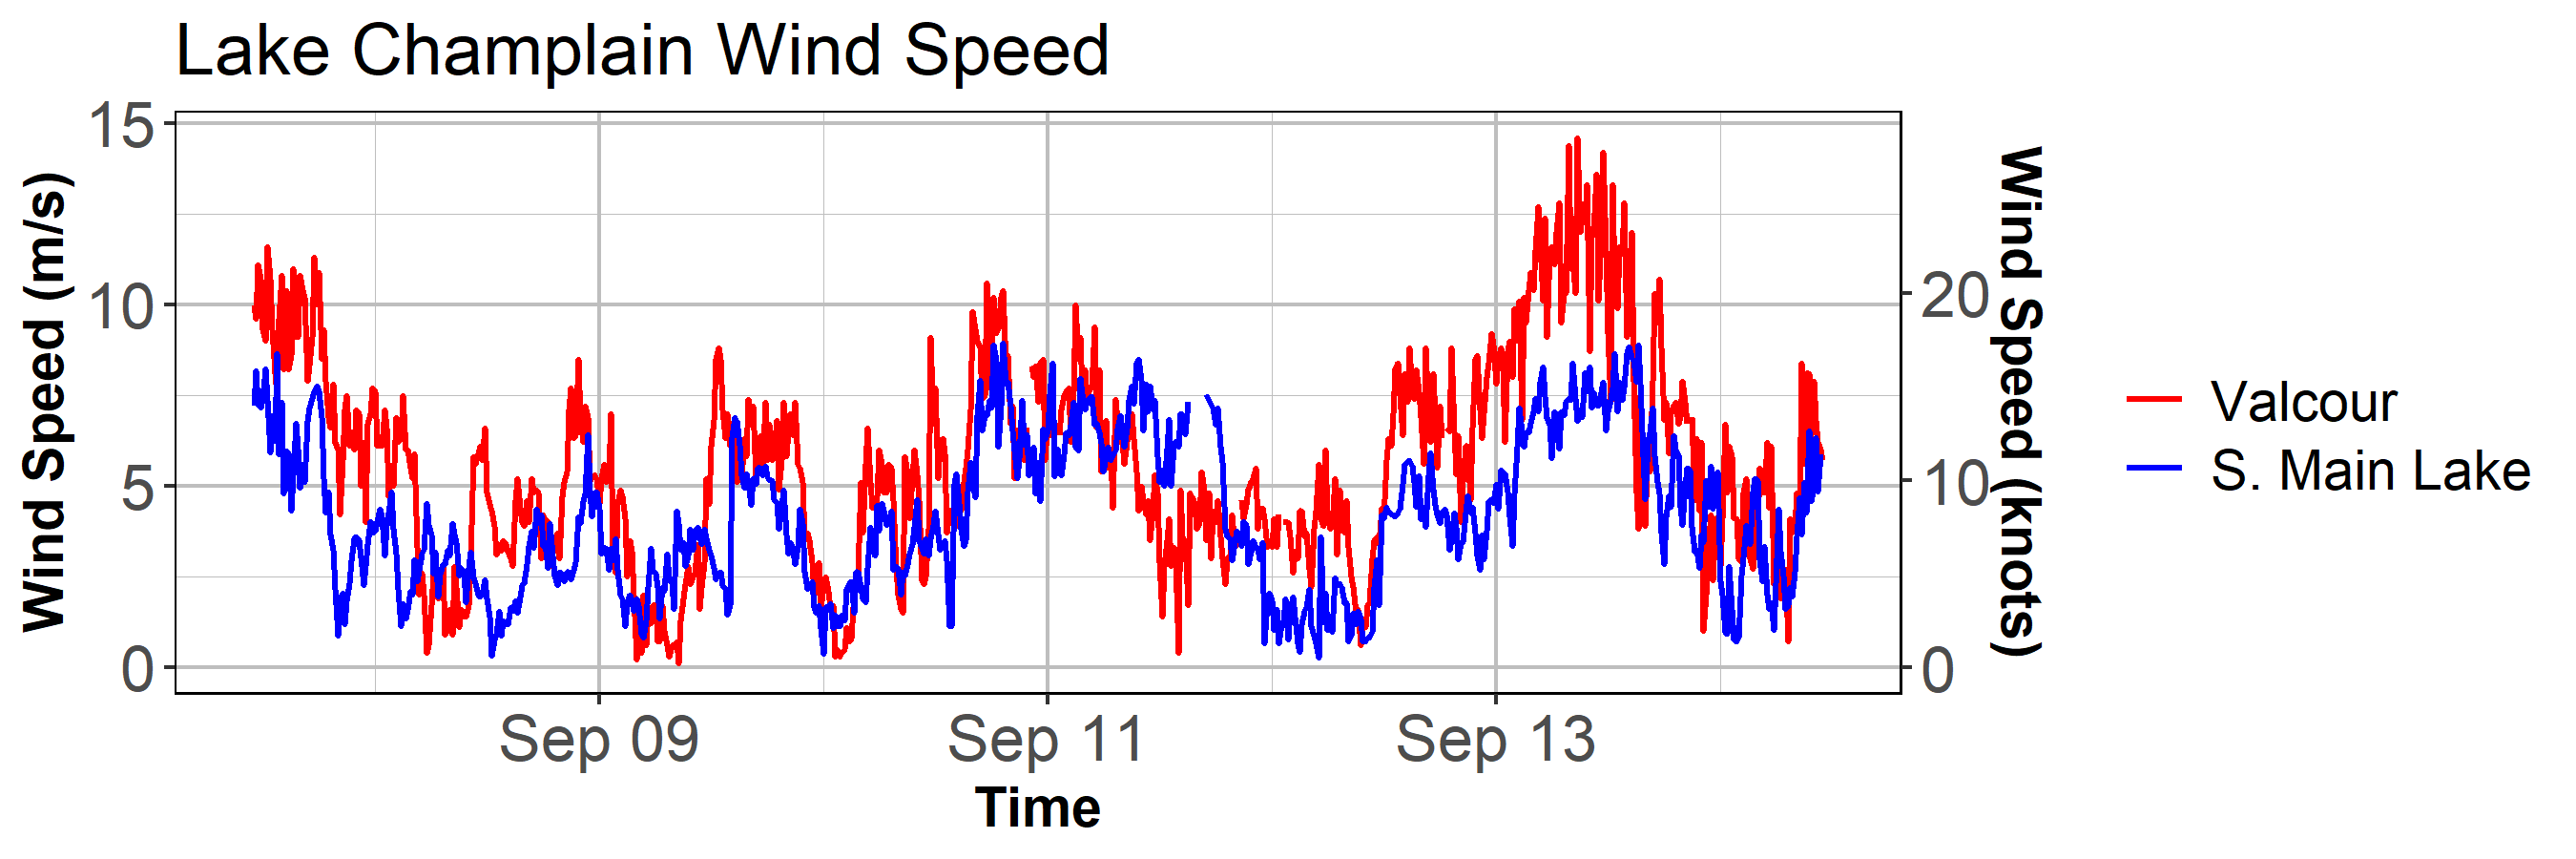 Lake Champlain Wind Speed
Wind Speed (m/s)
15
10
5
0
20
10
0
Wind Speed (knots)
Sep 09
Sep 11
Sep 13
Time
Valcour
S. Main Lake